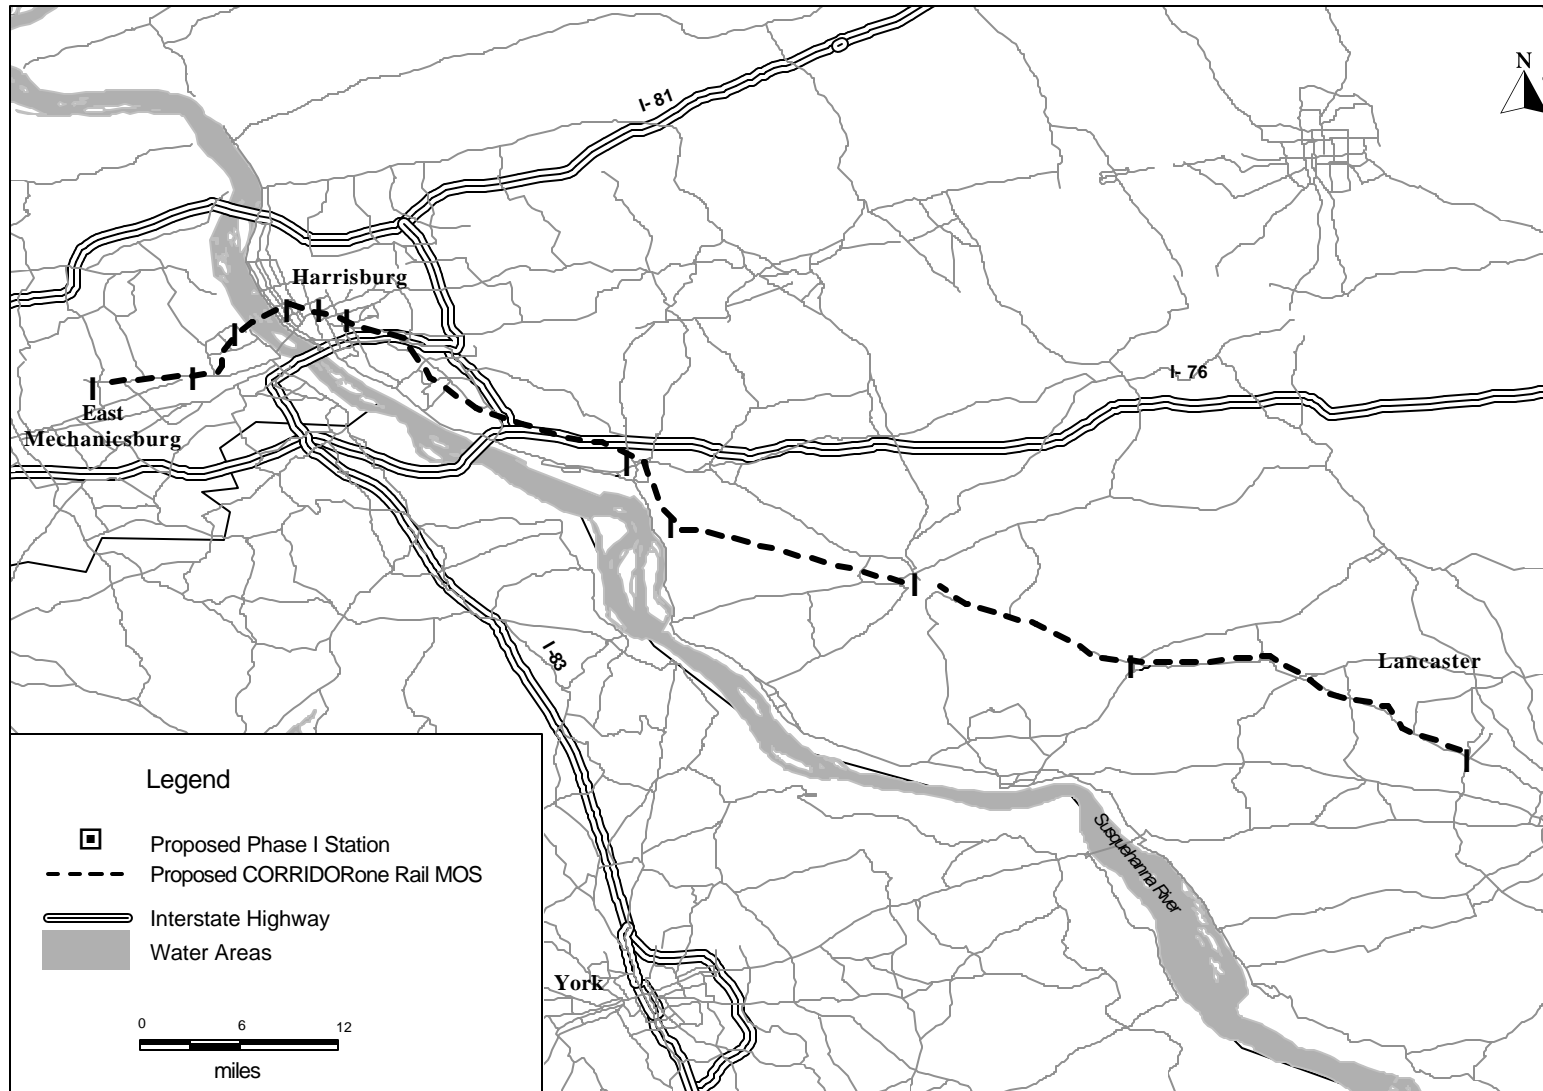 N
I- 81
Harrisburg
I- 76
East
Mechanicsburg
I-83
Lancaster
Susquehanna River
York
Legend
Proposed Phase I Station
Proposed CORRIDORone Rail MOS
Interstate Highway
Water Areas
0 6 12
miles